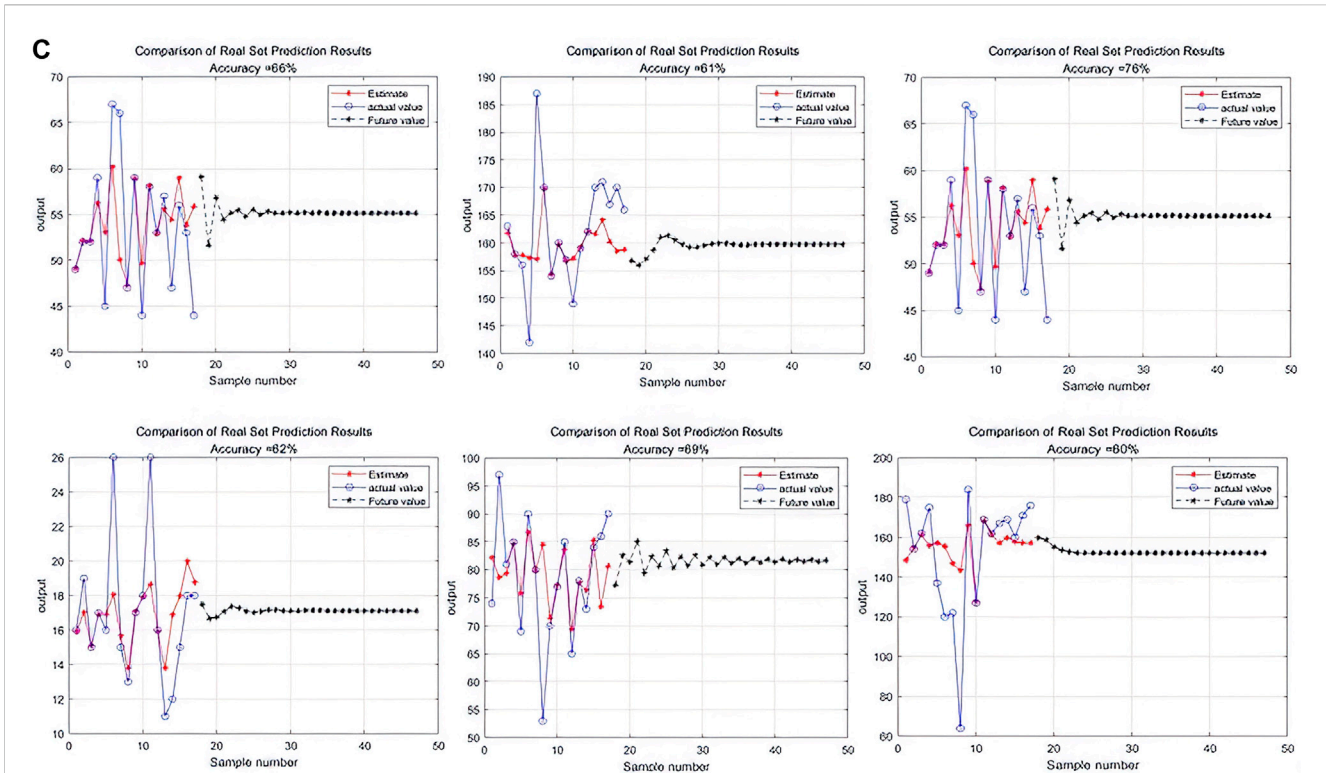 C
Comparison of Real Set Prediction Results
Accuracy =66%
70
65
60
55
50
45
40
output
0
10
20
30
40
50
Sample number
Estimate
actual value
Future value
Comparison of Real Set Prediction Results
Accuracy =61%
190
185
180
175
170
165
160
155
150
145
140
output
0
10
20
30
40
50
Sample number
Estimate
actual value
Future value
Comparison of Real Set Prediction Results
Accuracy =76%
70
65
60
55
50
45
40
output
0
10
20
30
40
50
Sample number
Estimate
actual value
Future value
Comparison of Real Set Prediction Results
Accuracy =62%
26
24
22
20
18
16
14
12
10
output
0
10
20
30
40
50
Sample number
Estimate
actual value
Future value
Comparison of Real Set Prediction Results
Accuracy =69%
100
95
90
85
80
75
70
65
60
55
50
output
0
10
20
30
40
50
Sample number
Estimate
actual value
Future value
Comparison of Real Set Prediction Results
Accuracy =60%
200
180
160
140
120
100
80
60
output
0
10
20
30
40
50
Sample number
Estimate
actual value
Future value